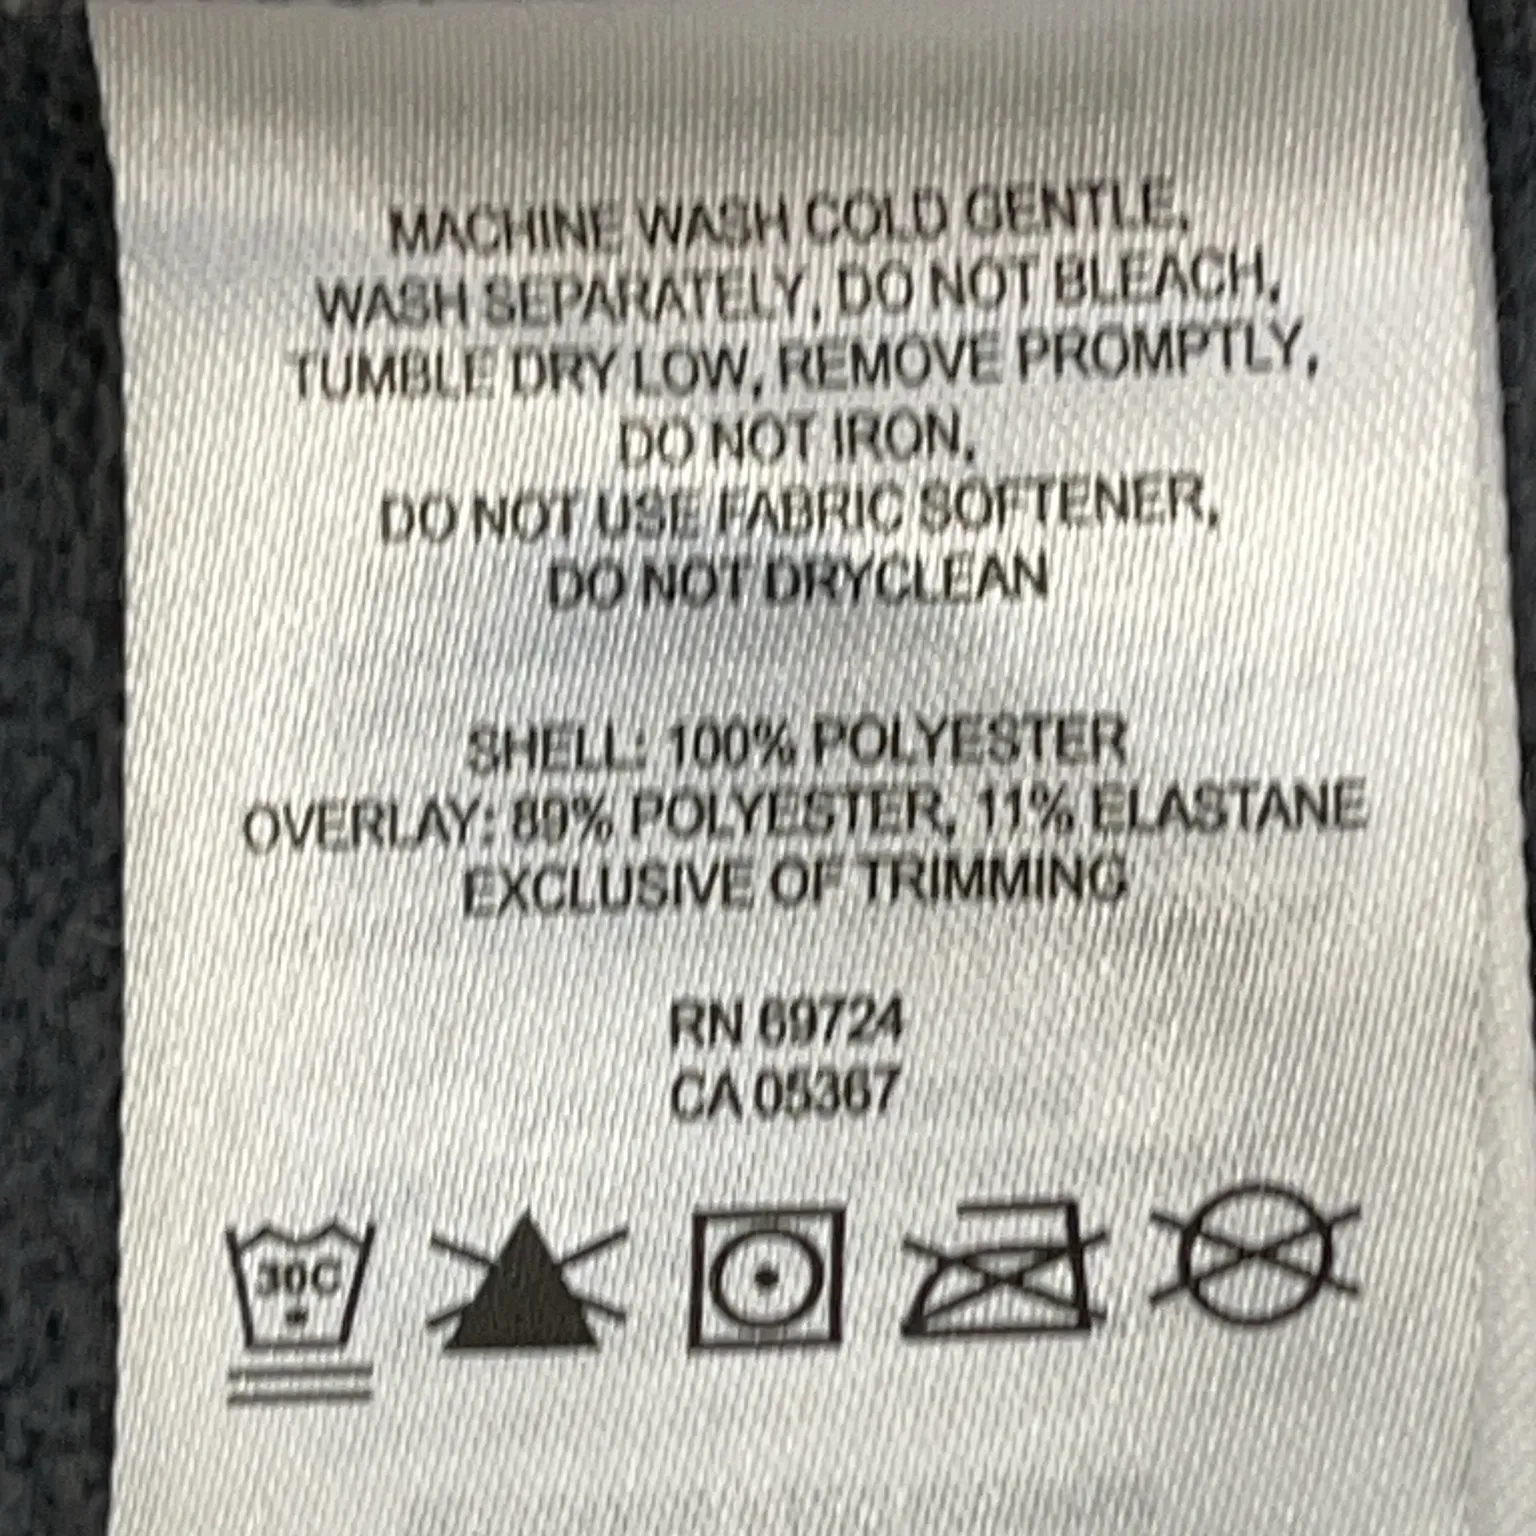 MACHINE WASH COLD GENTLE,
WASH SEPARATELY, DO NOT BLEACH,
TUMBLE DRY LOW, REMOVE PROMPTLY,
DO NOT IRON,
DO NOT USE FABRIC SOFTENER,
DO NOT DRYCLEAN
SHELL: 100% POLYESTER
OVERLAY: 89% POLYESTER, 11% ELASTANE
EXCLUSIVE OF TRIMMING
RN 69724
CA 05367
30C